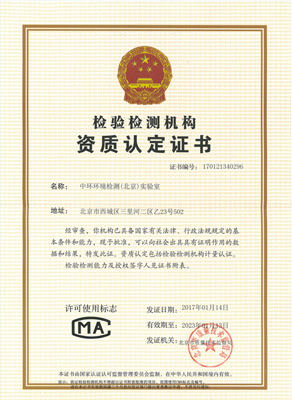 检验检测机构
资质认定证书
证书编号：170121340296
名称：中环环境检测(北京)实验室
地址：北京市西城区三里河二区乙23号502
经审查，你机构已具备国家有关法律、行政法规规定的基
本条件和能力，现予批准，可以向社会出具具有证明作用的数
据和结果，特发此证。资质认定包括检验检测机构计量认证。
检验检测能力及授权签字人见证书附表。
许可使用标志
MA
发证日期：2017年01月14日
有效期至：2023年01月13日
发证机关：
本证书由国家认证认可监督管理委员会监制，在中华人民共和国境内有效。